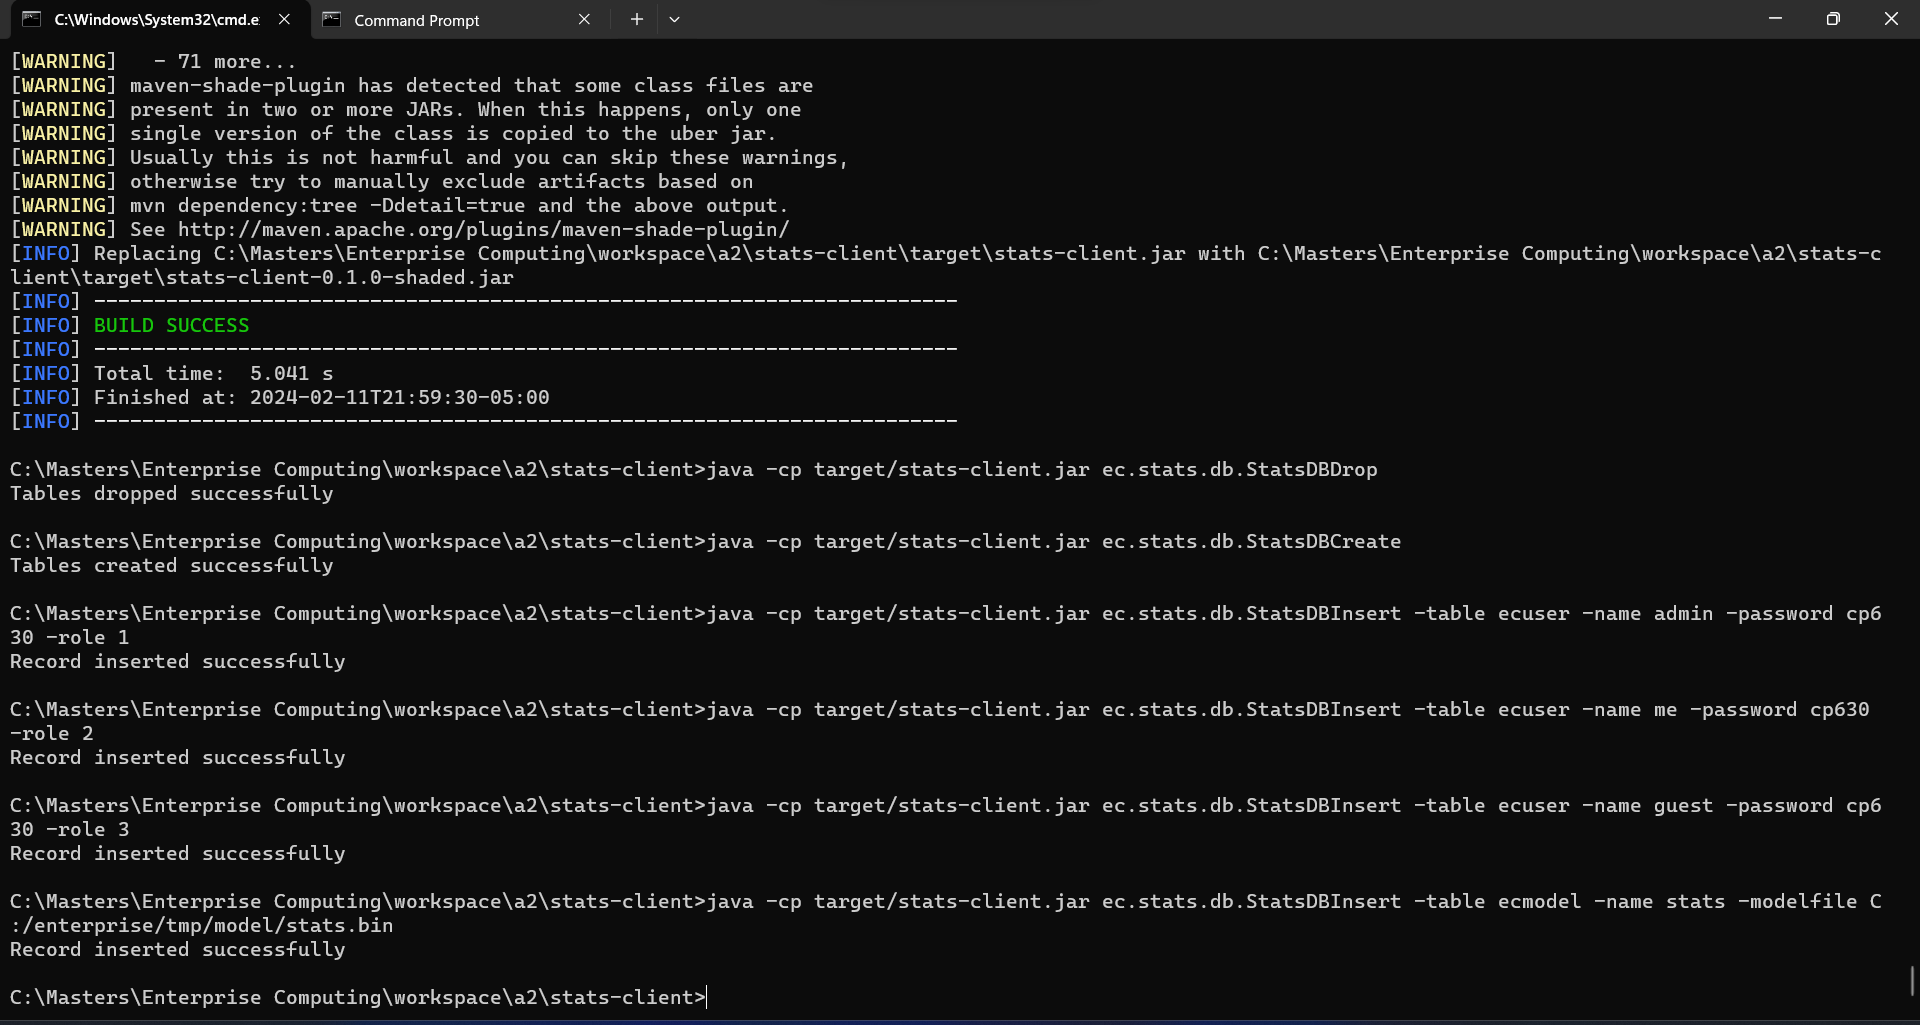 C:\Windows\System32\cmd.e
Command Prompt
[WARNING]   - 71 more...
[WARNING] maven-shade-plugin has detected that some class files are
[WARNING] present in two or more JARs. When this happens, only one
[WARNING] single version of the class is copied to the uber jar.
[WARNING] Usually this is not harmful and you can skip these warnings,
[WARNING] otherwise try to manually exclude artifacts based on
[WARNING] mvn dependency:tree -Ddetail=true and the above output.
[WARNING] See http://maven.apache.org/plugins/maven-shade-plugin/
[INFO] Replacing C:\Masters\Enterprise Computing\workspace\a2\stats-client\target\stats-client.jar with C:\Masters\Enterprise Computing\workspace\a2\stats-c
lient\target\stats-client-0.1.0-shaded.jar
[INFO] ------------------------------------------------------------------------
[INFO] BUILD SUCCESS
[INFO] ------------------------------------------------------------------------
[INFO] Total time:  5.041 s
[INFO] Finished at: 2024-02-11T21:59:30-05:00
[INFO] ------------------------------------------------------------------------
C:\Masters\Enterprise Computing\workspace\a2\stats-client>java -cp target/stats-client.jar ec.stats.db.StatsDBDrop
Tables dropped successfully
C:\Masters\Enterprise Computing\workspace\a2\stats-client>java -cp target/stats-client.jar ec.stats.db.StatsDBCreate
Tables created successfully
C:\Masters\Enterprise Computing\workspace\a2\stats-client>java -cp target/stats-client.jar ec.stats.db.StatsDBInsert -table ecuser -name admin -password cp6
30 -role 1
Record inserted successfully
C:\Masters\Enterprise Computing\workspace\a2\stats-client>java -cp target/stats-client.jar ec.stats.db.StatsDBInsert -table ecuser -name me -password cp630
-role 2
Record inserted successfully
C:\Masters\Enterprise Computing\workspace\a2\stats-client>java -cp target/stats-client.jar ec.stats.db.StatsDBInsert -table ecuser -name guest -password cp6
30 -role 3
Record inserted successfully
C:\Masters\Enterprise Computing\workspace\a2\stats-client>java -cp target/stats-client.jar ec.stats.db.StatsDBInsert -table ecmodel -name stats -modelfile C
:/enterprise/tmp/model/stats.bin
Record inserted successfully
C:\Masters\Enterprise Computing\workspace\a2\stats-client>